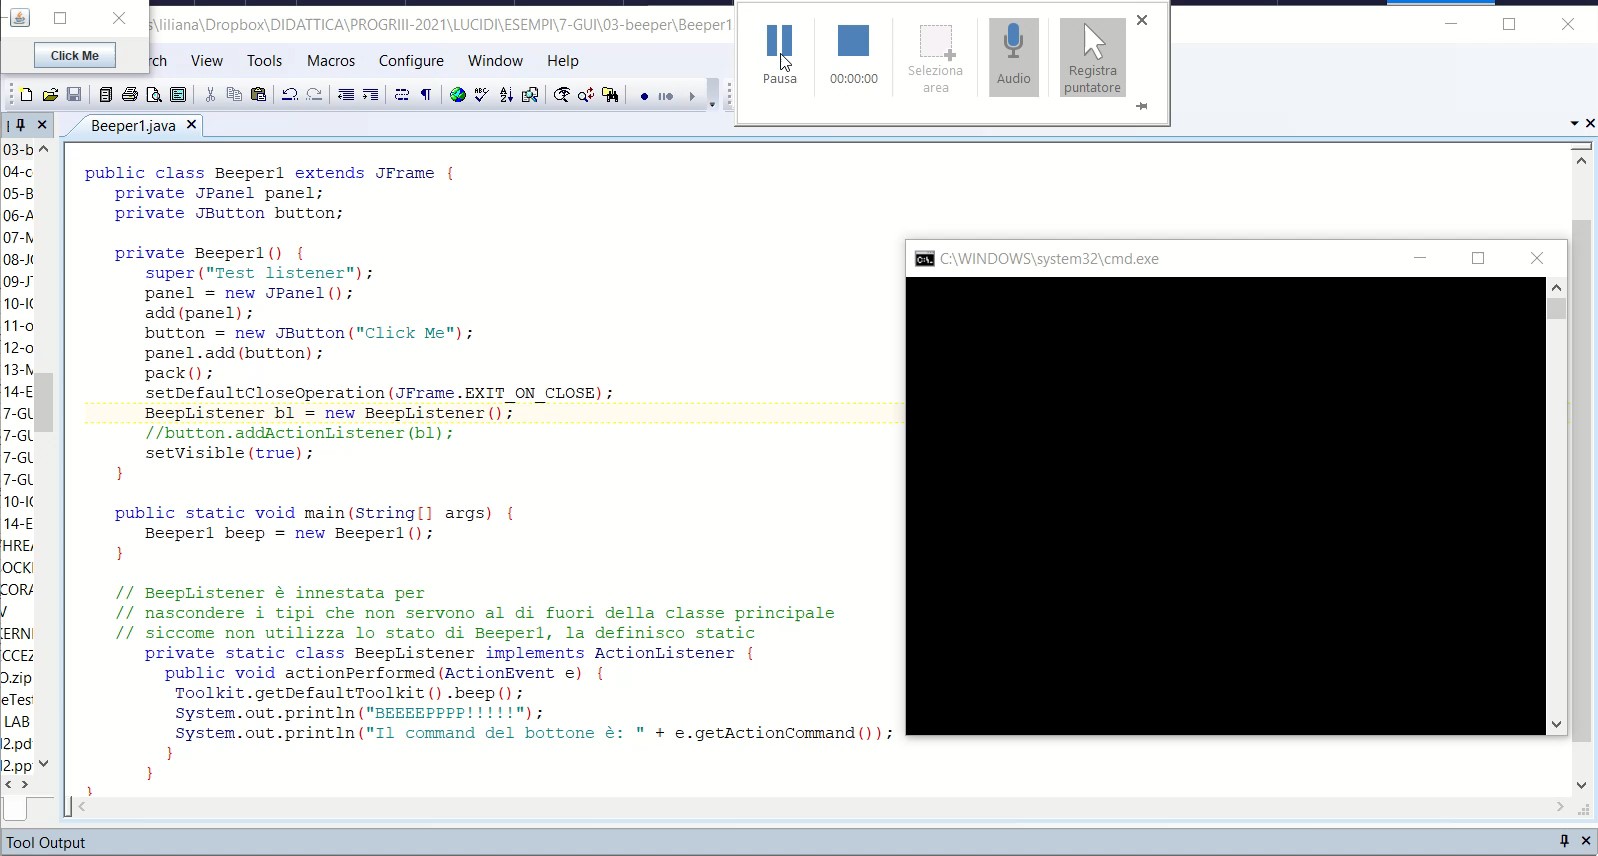 s\liliana\Dropbox\DIDATTICA\PROGRIII-2021\LUCIDI\ESEMPI\7-GUI\03-beeper\Beeper1
Click Me
rch View Tools Macros Configure Window Help
Pausa
00:00:00
Seleziona
area
Audio
Registra
puntatore
Beeper1.java
03-b
04-c
05-B
06-A
07-M
08-J
09-J
10-I
11-o
12-o
13-M
14-E
7-GU
7-GU
7-GU
7-GU
10-I
14-E
HRE
OCK
CORA
V
ERNI
CCEZ
O.zip
eTest
LAB
l2.pd
l2.pp
public class Beeper1 extends JFrame {
private JPanel panel;
private JButton button;
private Beeper1() {
super("Test listener");
panel = new JPanel();
add(panel);
button = new JButton("Click Me");
panel.add(button);
pack();
setDefaultCloseOperation(JFrame.EXIT_ON_CLOSE);
BeepListener bl = new BeepListener();
//button.addActionListener(bl);
setVisible(true);
}
public static void main(String[] args) {
Beeper1 beep = new Beeper1();
}
// BeepListener è innestata per
// nascondere i tipi che non servono al di fuori della classe principale
// siccome non utilizza lo stato di Beeper1, la definisco static
private static class BeepListener implements ActionListener {
public void actionPerformed(ActionEvent e) {
Toolkit.getDefaultToolkit().beep();
System.out.println("BEEEEPPPP!!!!!");
System.out.println("Il command del bottone è: " + e.getActionCommand());
}
}
}
C:\WINDOWS\system32\cmd.exe
Tool Output